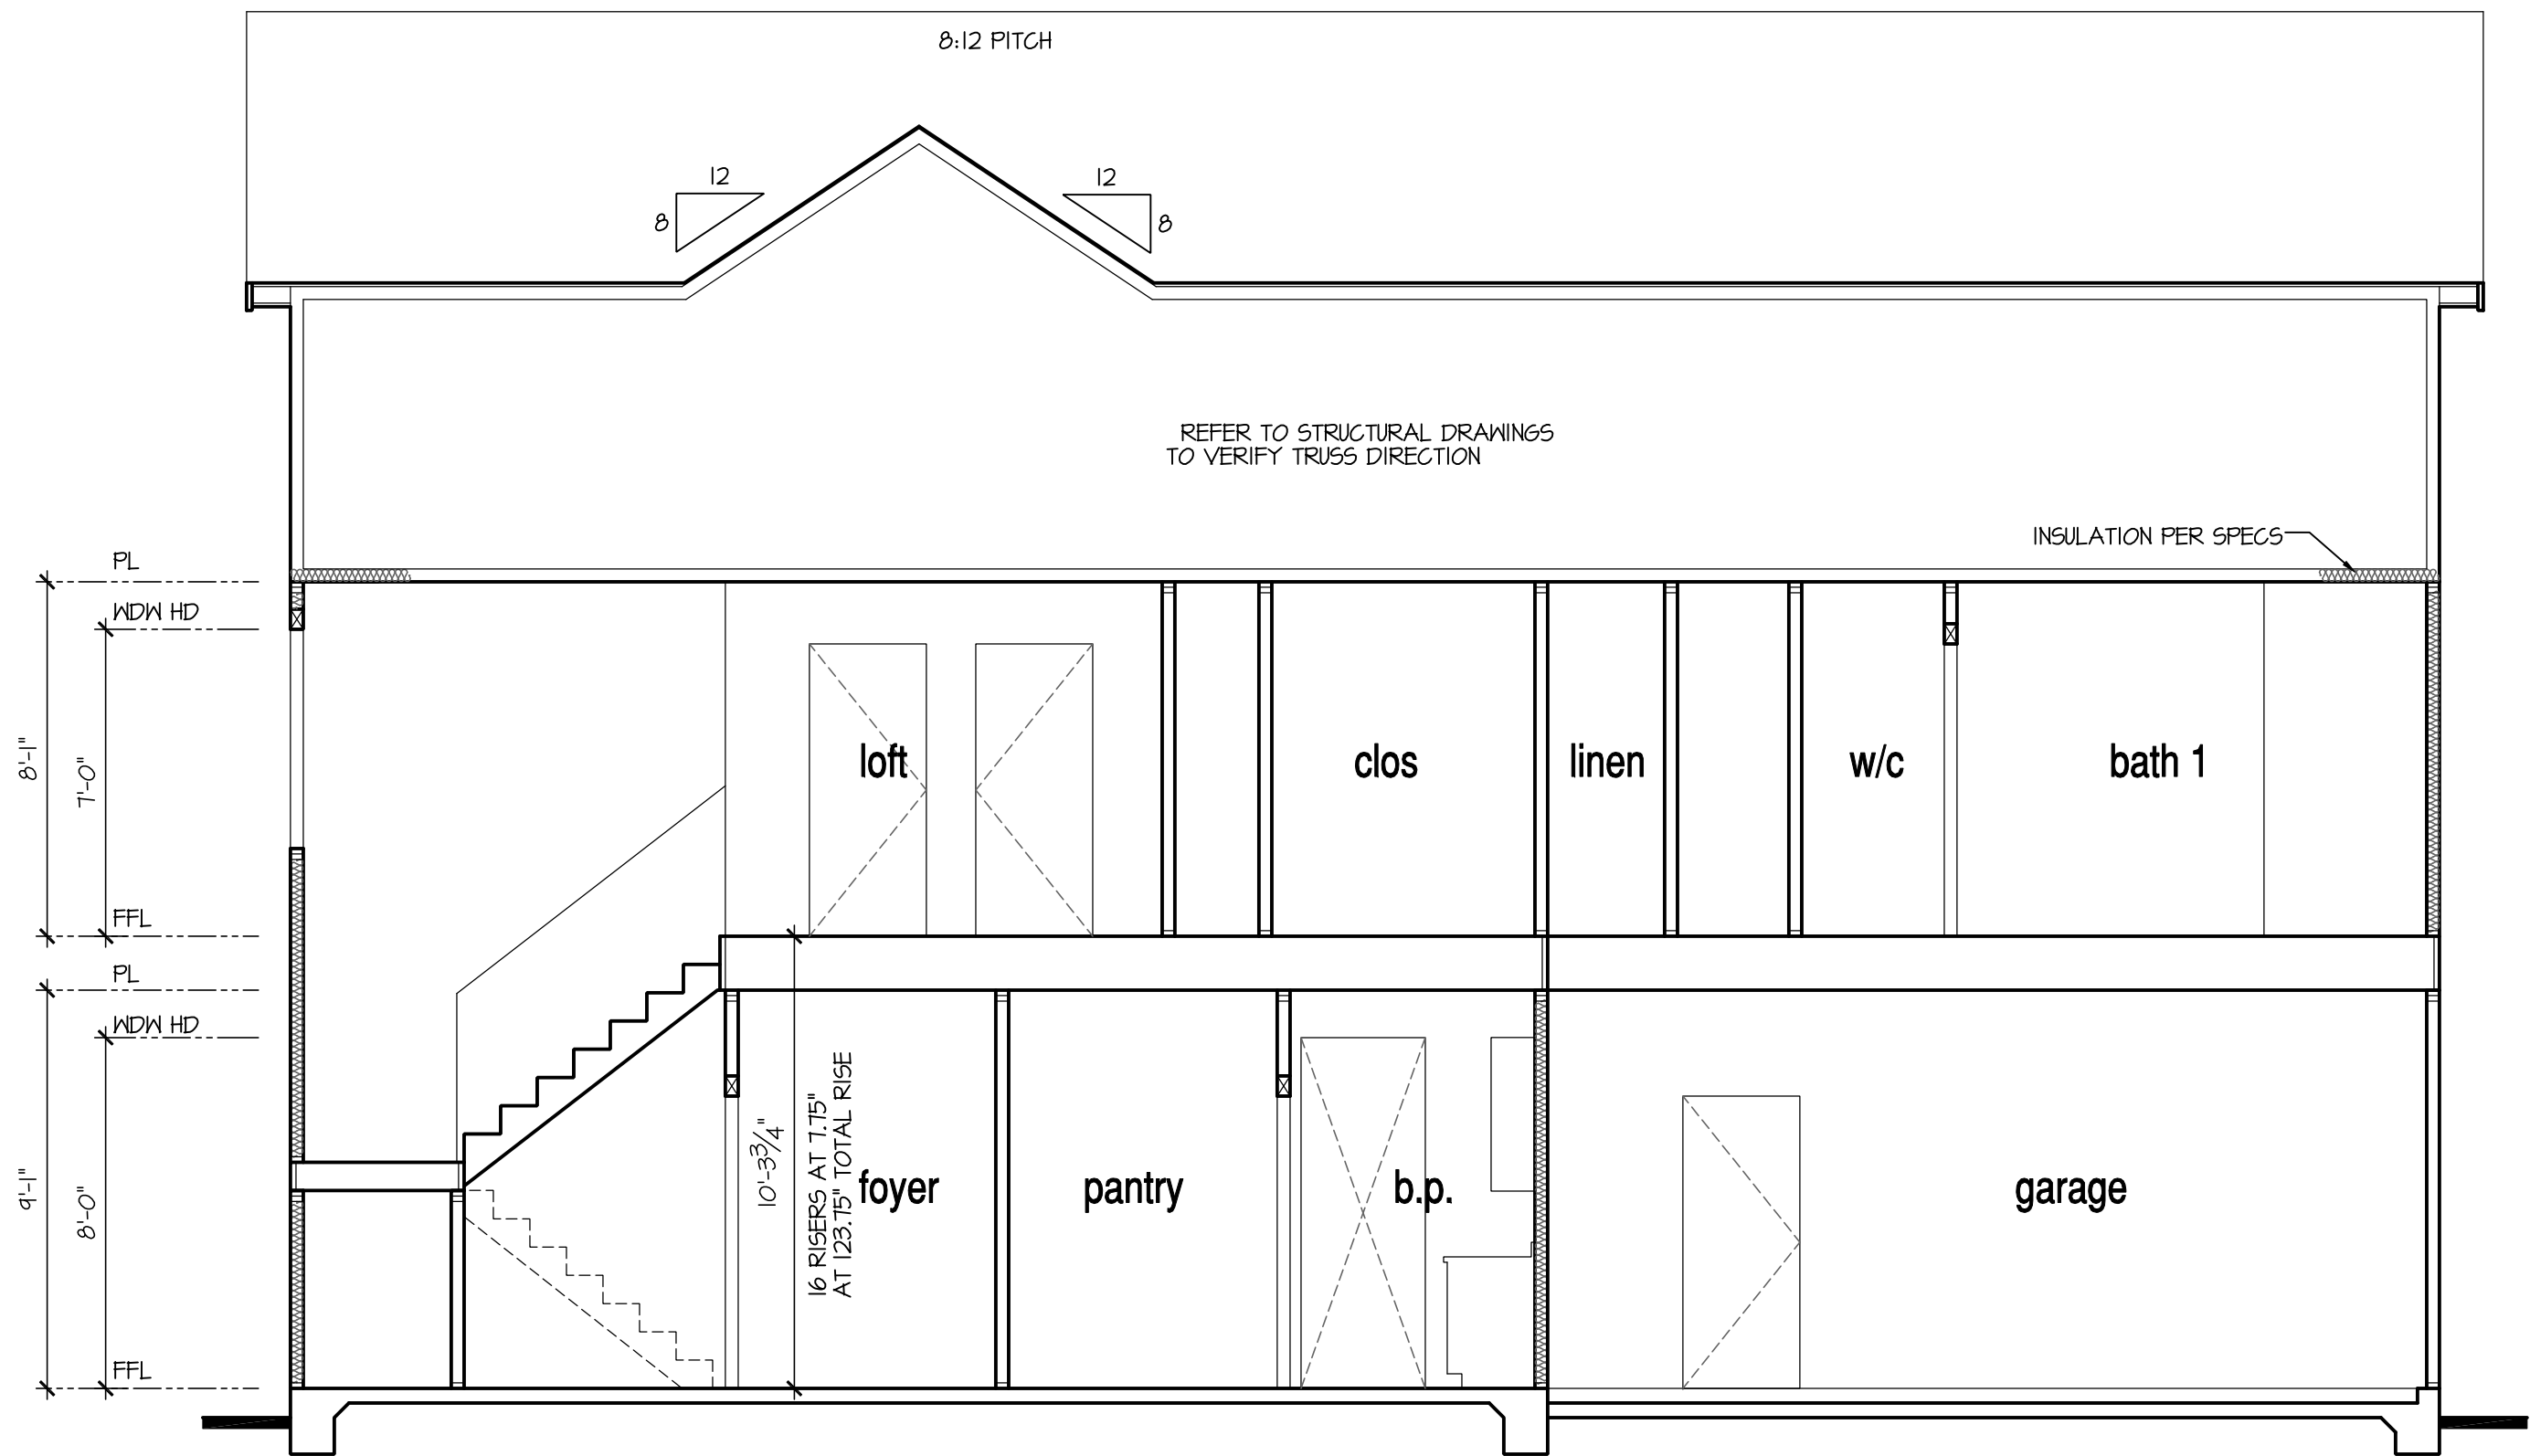 8:12 PITCH
12
8
12
8
REFER TO STRUCTURAL DRAWINGS
TO VERIFY TRUSS DIRECTION
INSULATION PER SPECS
PL
WDW HD
8'-1"
7'-0"
loft
clos
linen
w/c
bath 1
FFL
PL
WDW HD
9'-1"
8'-0"
10'-3 3/4"
16 RISERS AT 7.75"
AT 123.75" TOTAL RISE
foyer
pantry
b.p.
garage
FFL